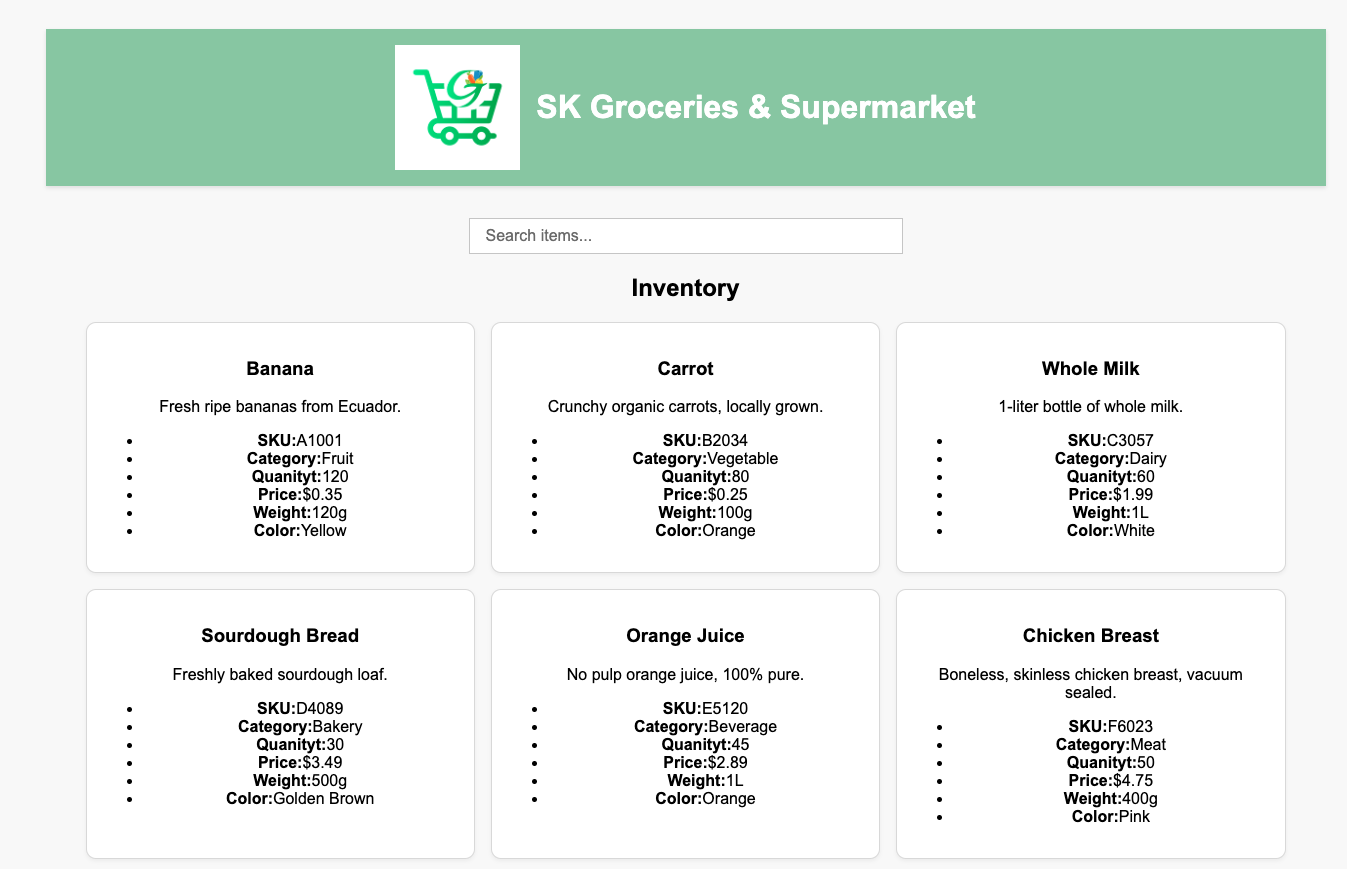 SK Groceries & Supermarket
Search items...
Inventory
Banana
Fresh ripe bananas from Ecuador.
SKU:A1001
Category:Fruit
Quanityt:120
Price:$0.35
Weight:120g
Color:Yellow
Carrot
Crunchy organic carrots, locally grown.
SKU:B2034
Category:Vegetable
Quanityt:80
Price:$0.25
Weight:100g
Color:Orange
Whole Milk
1-liter bottle of whole milk.
SKU:C3057
Category:Dairy
Quanityt:60
Price:$1.99
Weight:1L
Color:White
Sourdough Bread
Freshly baked sourdough loaf.
SKU:D4089
Category:Bakery
Quanityt:30
Price:$3.49
Weight:500g
Color:Golden Brown
Orange Juice
No pulp orange juice, 100% pure.
SKU:E5120
Category:Beverage
Quanityt:45
Price:$2.89
Weight:1L
Color:Orange
Chicken Breast
Boneless, skinless chicken breast, vacuum
sealed.
SKU:F6023
Category:Meat
Quanityt:50
Price:$4.75
Weight:400g
Color:Pink